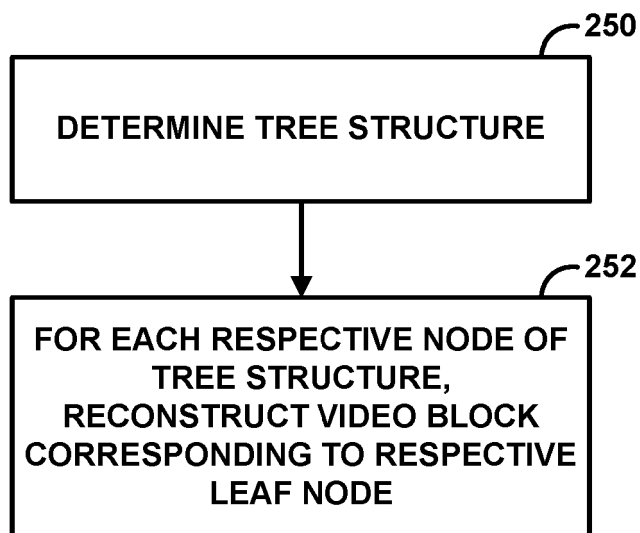 250
DETERMINE TREE STRUCTURE
252
FOR EACH RESPECTIVE NODE OF
TREE STRUCTURE,
RECONSTRUCT VIDEO BLOCK
CORRESPONDING TO RESPECTIVE
LEAF NODE